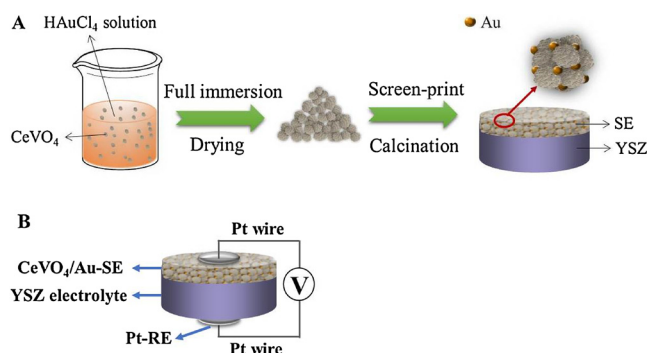 A
HAuCl₄ solution
CeVO₄
Full immersion
Drying
Screen-print
Calcination
Au
SE
YSZ
B
Pt wire
CeVO₄/Au-SE
YSZ electrolyte
Pt-RE
V
Pt wire